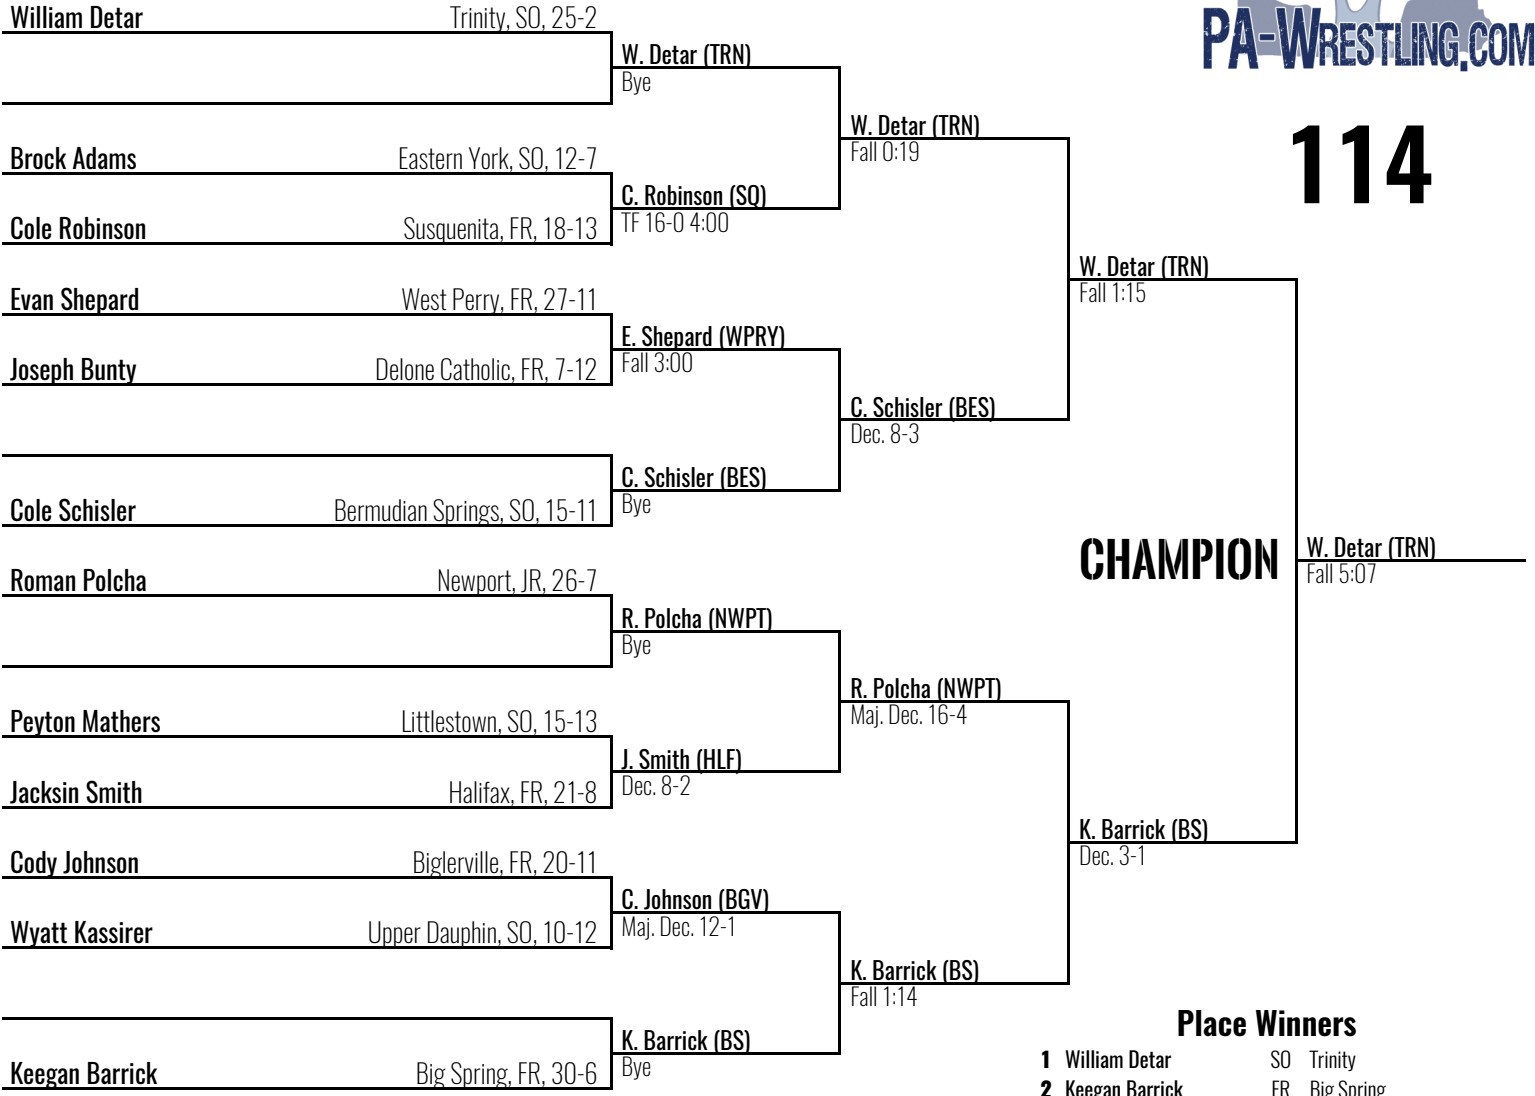 William Detar Trinity, SO, 25-2
PA-WRESTLING.COM
W. Detar (TRN)
Bye
W. Detar (TRN)
Fall 0:19
114
Brock Adams Eastern York, SO, 12-7
C. Robinson (SQ)
TF 16-0 4:00
Cole Robinson Susquenita, FR, 18-13
W. Detar (TRN)
Fall 1:15
Evan Shepard West Perry, FR, 27-11
E. Shepard (WPRY)
Fall 3:00
Joseph Bunty Delone Catholic, FR, 7-12
C. Schisler (BES)
Dec. 8-3
C. Schisler (BES)
Bye
Cole Schisler Bermudian Springs, SO, 15-11
CHAMPION
W. Detar (TRN)
Fall 5:07
Roman Polcha Newport, JR, 26-7
R. Polcha (NWPT)
Bye
R. Polcha (NWPT)
Maj. Dec. 16-4
Peyton Mathers Littlestown, SO, 15-13
J. Smith (HLF)
Dec. 8-2
Jacksin Smith Halifax, FR, 21-8
K. Barrick (BS)
Dec. 3-1
Cody Johnson Biglerville, FR, 20-11
C. Johnson (BGV)
Maj. Dec. 12-1
Wyatt Kassirer Upper Dauphin, SO, 10-12
K. Barrick (BS)
Fall 1:14
K. Barrick (BS)
Bye
Keegan Barrick Big Spring, FR, 30-6
Place Winners
1 William Detar SO Trinity
2 Keegan Barrick FR Big Spring